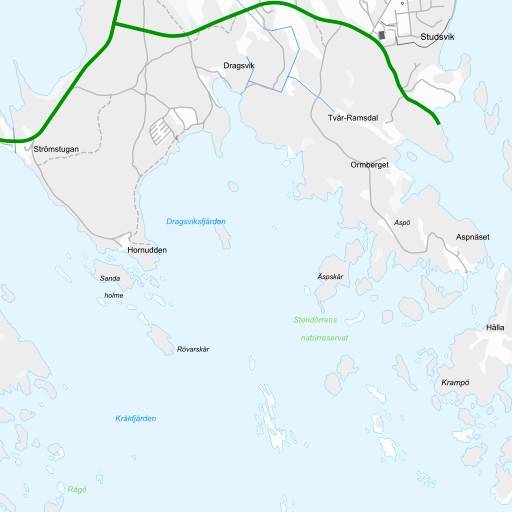 Studsvik
Dragsvik
Tvär-Ramsdal
Strömstugan
Ormberget
Dragsviksfjärden
Aspö
Aspnäset
Hornudden
Sanda
holme
Äspskär
Stendörrens
naturreservat
Hälla
Rövarskär
Krampö
Kråkfjärden
Rågö